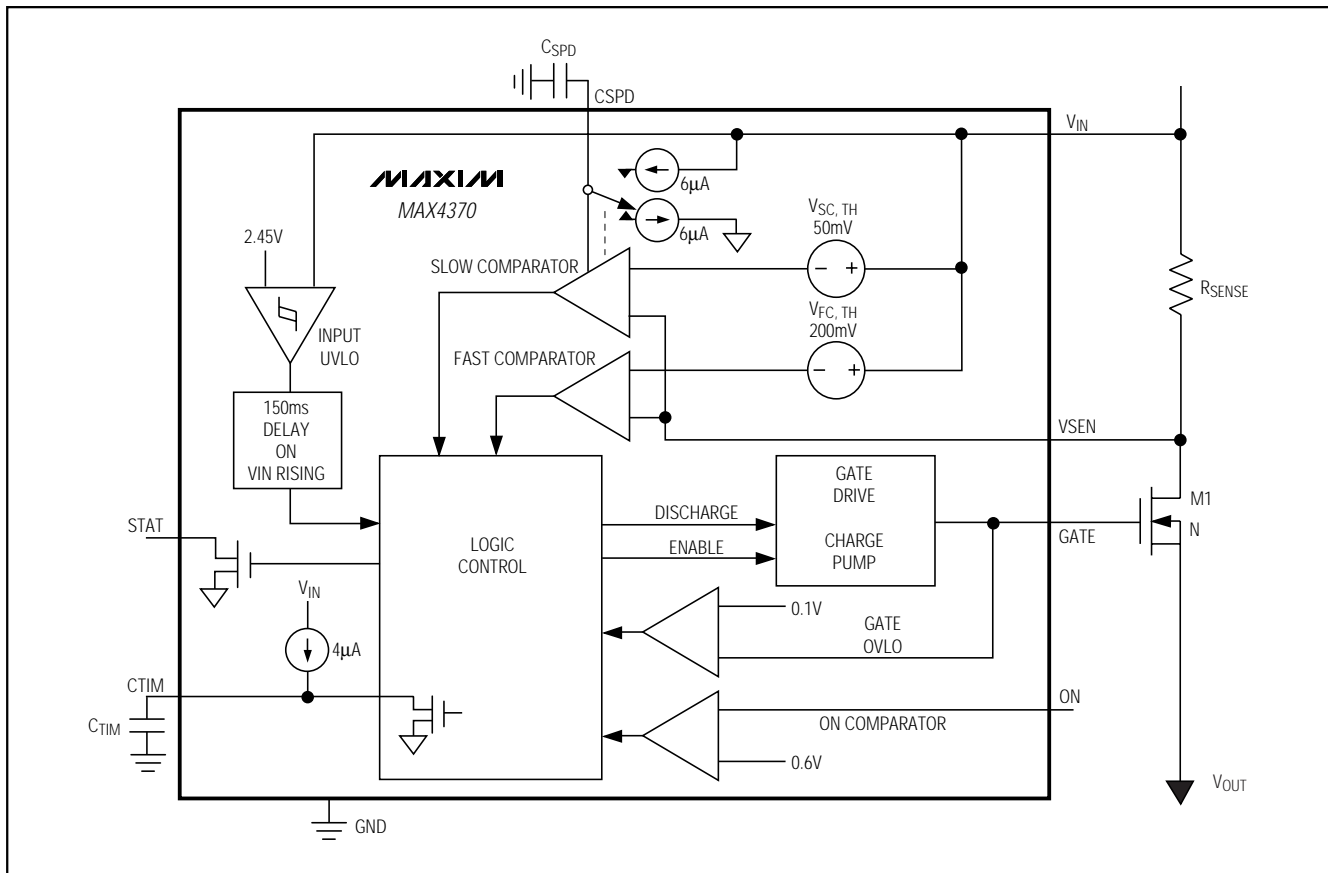 CSPD
CSPD
VIN
MAXIM
MAX4370
6µA
6µA
VSC, TH
50mV
2.45V
SLOW COMPARATOR
RSENSE
VFC, TH
200mV
INPUT
UVLO
FAST COMPARATOR
150ms
DELAY
ON
VIN RISING
VSEN
GATE
DRIVE
CHARGE
PUMP
M1
N
STAT
DISCHARGE
ENABLE
GATE
LOGIC
CONTROL
VIN
4µA
0.1V
GATE
OVLO
CTIM
CTIM
ON
ON COMPARATOR
0.6V
VOUT
GND